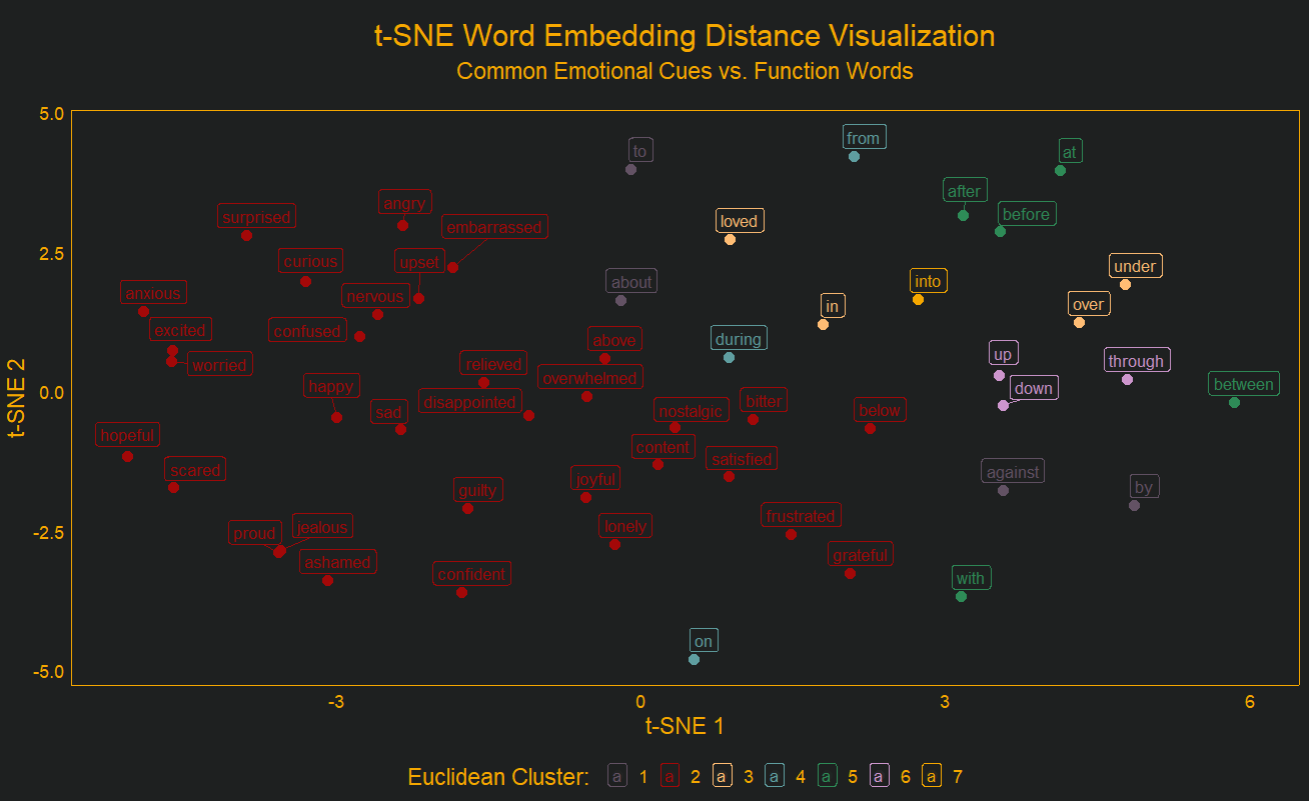 t-SNE Word Embedding Distance Visualization
Common Emotional Cues vs. Function Words
5.0
2.5
0.0
-2.5
-5.0
t-SNE 2
to
from
at
angry
after
surprised
loved
before
embarrassed
curious
upset
under
about
into
anxious
nervous
in
over
excited
confused
above
during
up
through
worried
relieved
overwhelmed
happy
down
between
disappointed
sad
nostalgic
bitter
below
hopeful
content
satisfied
scared
against
joyful
guilty
by
frustrated
jealous
lonely
proud
grateful
ashamed
confident
with
on
-3 0 3 6
t-SNE 1
Euclidean Cluster: a 1 a 2 a 3 a 4 a 5 a 6 a 7